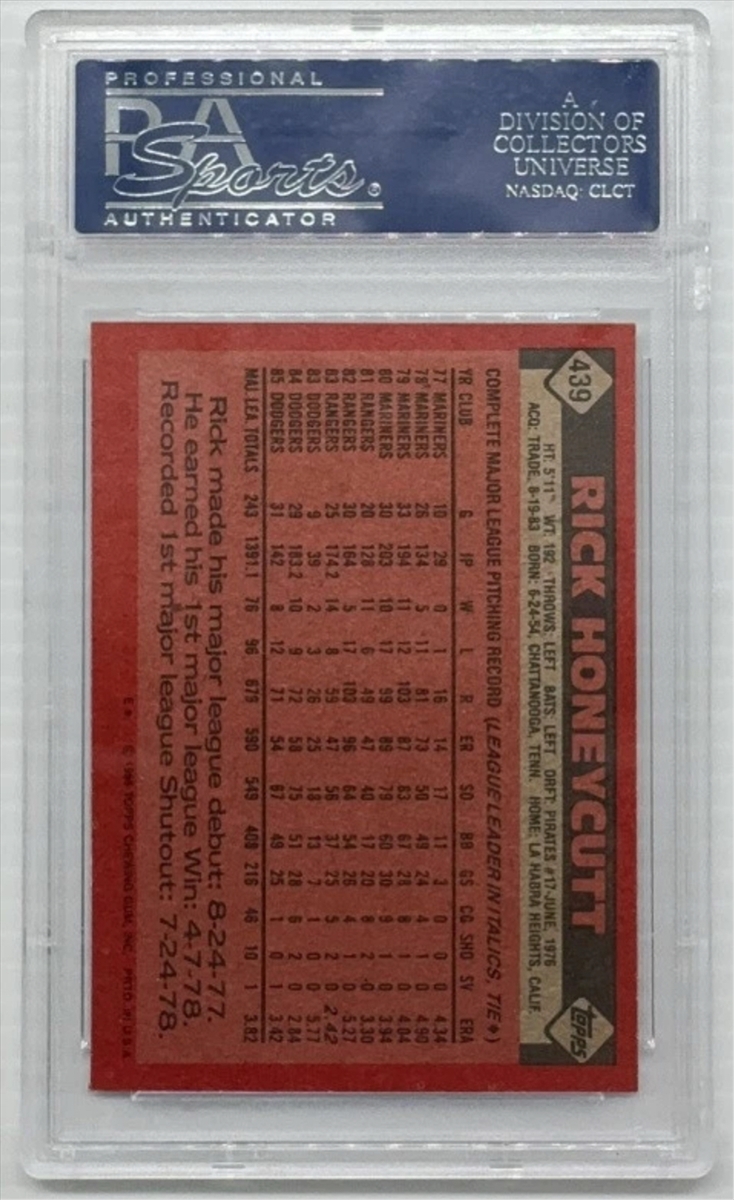 PROFESSIONAL
PSA
Sports
AUTHENTICATOR
A
DIVISION OF
COLLECTORS
UNIVERSE
NASDAQ: CLCT
439
RICK HONEYCUTT
topps
HT: 5'11" WT: 192 THROWS: LEFT BATS: LEFT DRFT: PIRATES #17-JUNE, 1976
ACQ: TRADE, 8-19-83 BORN: 6-24-54, CHATTANOOGA, TENN. HOME: LA HABRA HEIGHTS, CALIF.
COMPLETE MAJOR LEAGUE PITCHING RECORD (LEAGUE LEADER IN ITALICS, TIE♦)
YR CLUB G IP W L R ER SO BB GS CG SHO SV ERA
77 MARINERS 10 29 0 1 16 14 17 11 3 0 0 0 4.34
78 MARINERS 26 134 5 11 81 73 50 49 24 4 1 0 4.90
79 MARINERS 33 194 11 12 103 87 83 67 28 8 1 0 4.04
80 MARINERS 30 203 10 17 99 89 79 60 30 9 1 0 3.94
81 RANGERS 20 128 11 6 49 47 40 17 20 8 2 0 3.30
82 RANGERS 30 164 5 17 103 96 64 54 26 4 1 0 5.27
83 RANGERS 25 174.2 14 8 59 47 56 37 25 5 2 0 2.42
83 DODGERS 9 39 2 3 26 25 18 13 7 1 0 0 5.77
84 DODGERS 29 183.2 10 9 72 58 75 51 28 6 2 0 2.84
85 DODGERS 31 142 8 12 71 54 67 49 25 1 0 1 3.42
MAJ. LEA. TOTALS 243 1391.1 76 96 679 590 549 408 216 46 10 1 3.82
Rick made his major league debut: 8-24-77.
He earned his 1st major league Win: 4-7-78.
Recorded 1st major league Shutout: 7-24-78.
TOPPS CHEWING GUM, INC. PRTD. IN U.S.A.